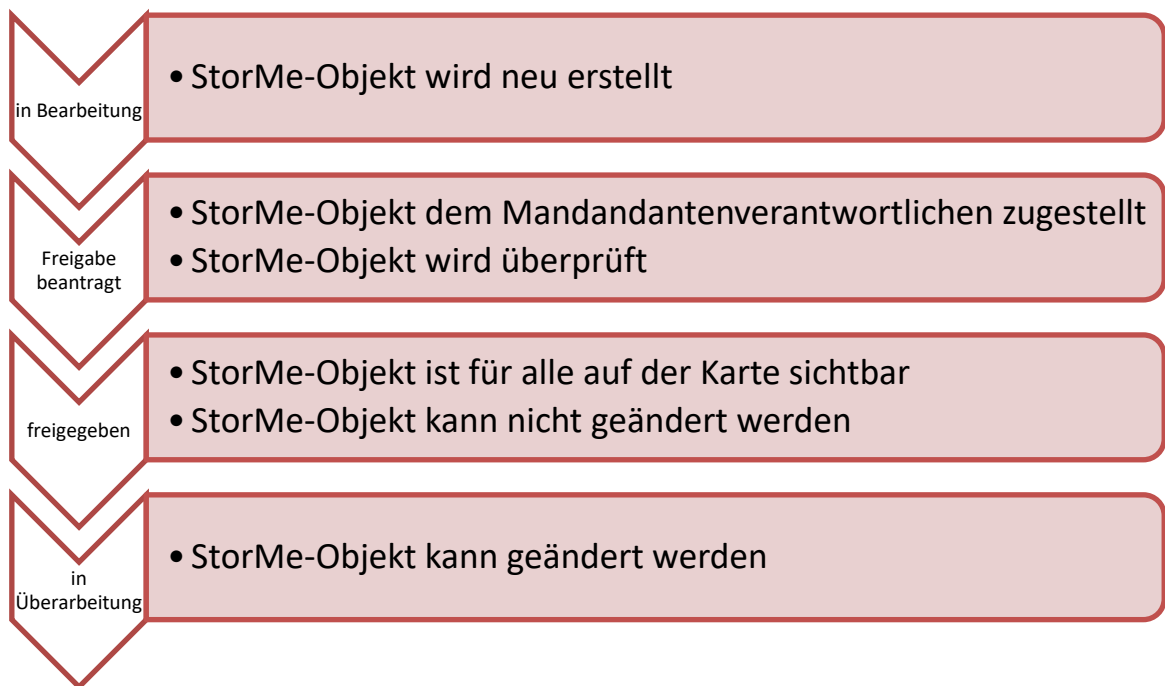 in Bearbeitung
• StorMe-Objekt wird neu erstellt
Freigabe
beantragt
• StorMe-Objekt dem Mandandantenverantwortlichen zugestellt
• StorMe-Objekt wird überprüft
freigegeben
• StorMe-Objekt ist für alle auf der Karte sichtbar
• StorMe-Objekt kann nicht geändert werden
in
Überarbeitung
• StorMe-Objekt kann geändert werden